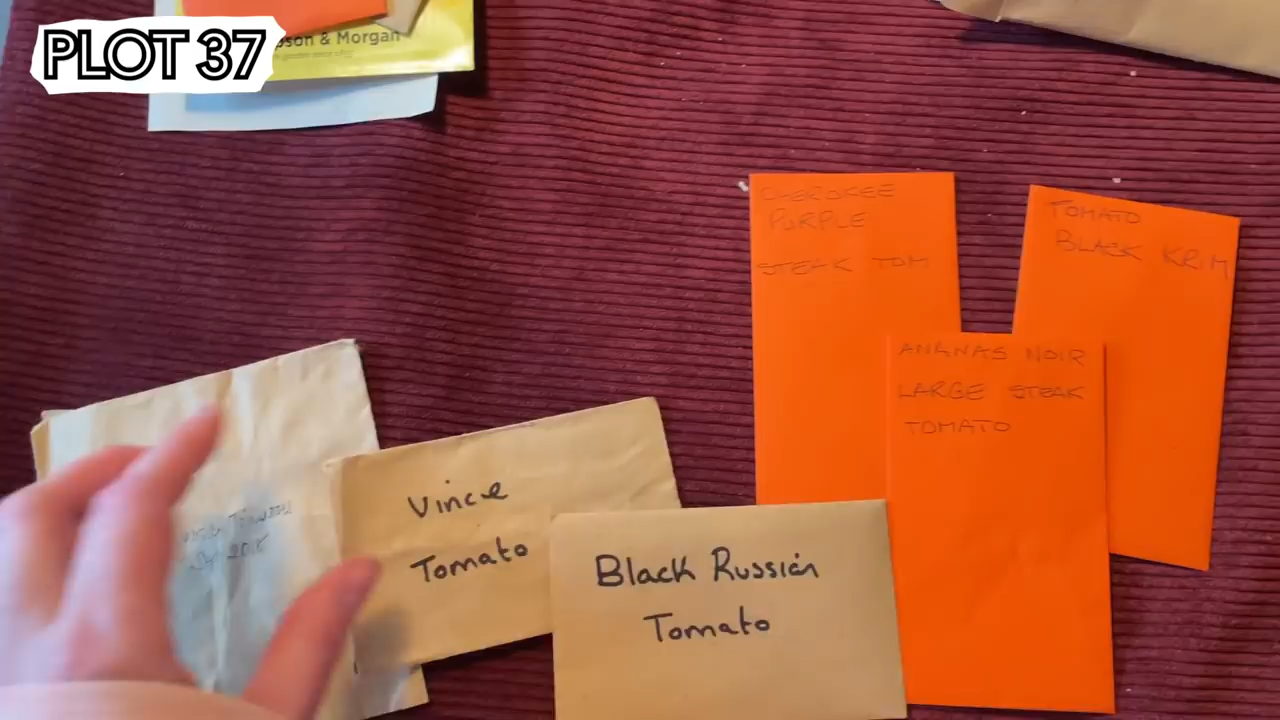 PLOT 37
son & Morgan
CHEROKEE
PURPLE
STEAK TOM
TOMATO
BLACK KRIM
ANANAS NOIR
LARGE STEAK
TOMATO
Vince
Tomato
Black Russian
Tomato